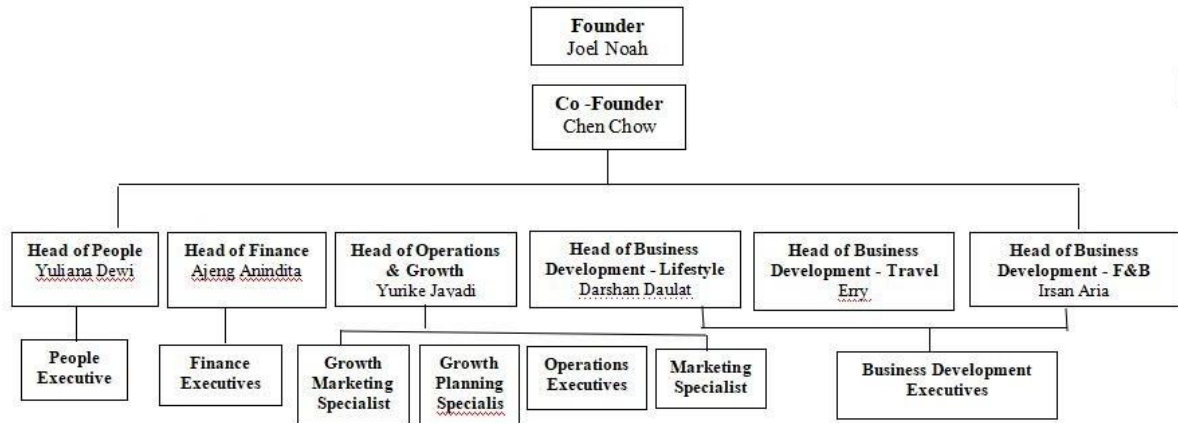 Founder
Joel Noah
Co -Founder
Chen Chow
Head of People
Yuliana Dewi
Head of Finance
Ajeng Anindita
Head of Operations
& Growth
Yurike Jayadi
Head of Business
Development - Lifestyle
Darshan Daulat
Head of Business
Development - Travel
Erry
Head of Business
Development - F&B
Irsan Aria
People
Executive
Finance
Executives
Growth
Marketing
Specialist
Growth
Planning
Specialis
Operations
Executives
Marketing
Specialist
Business Development
Executives